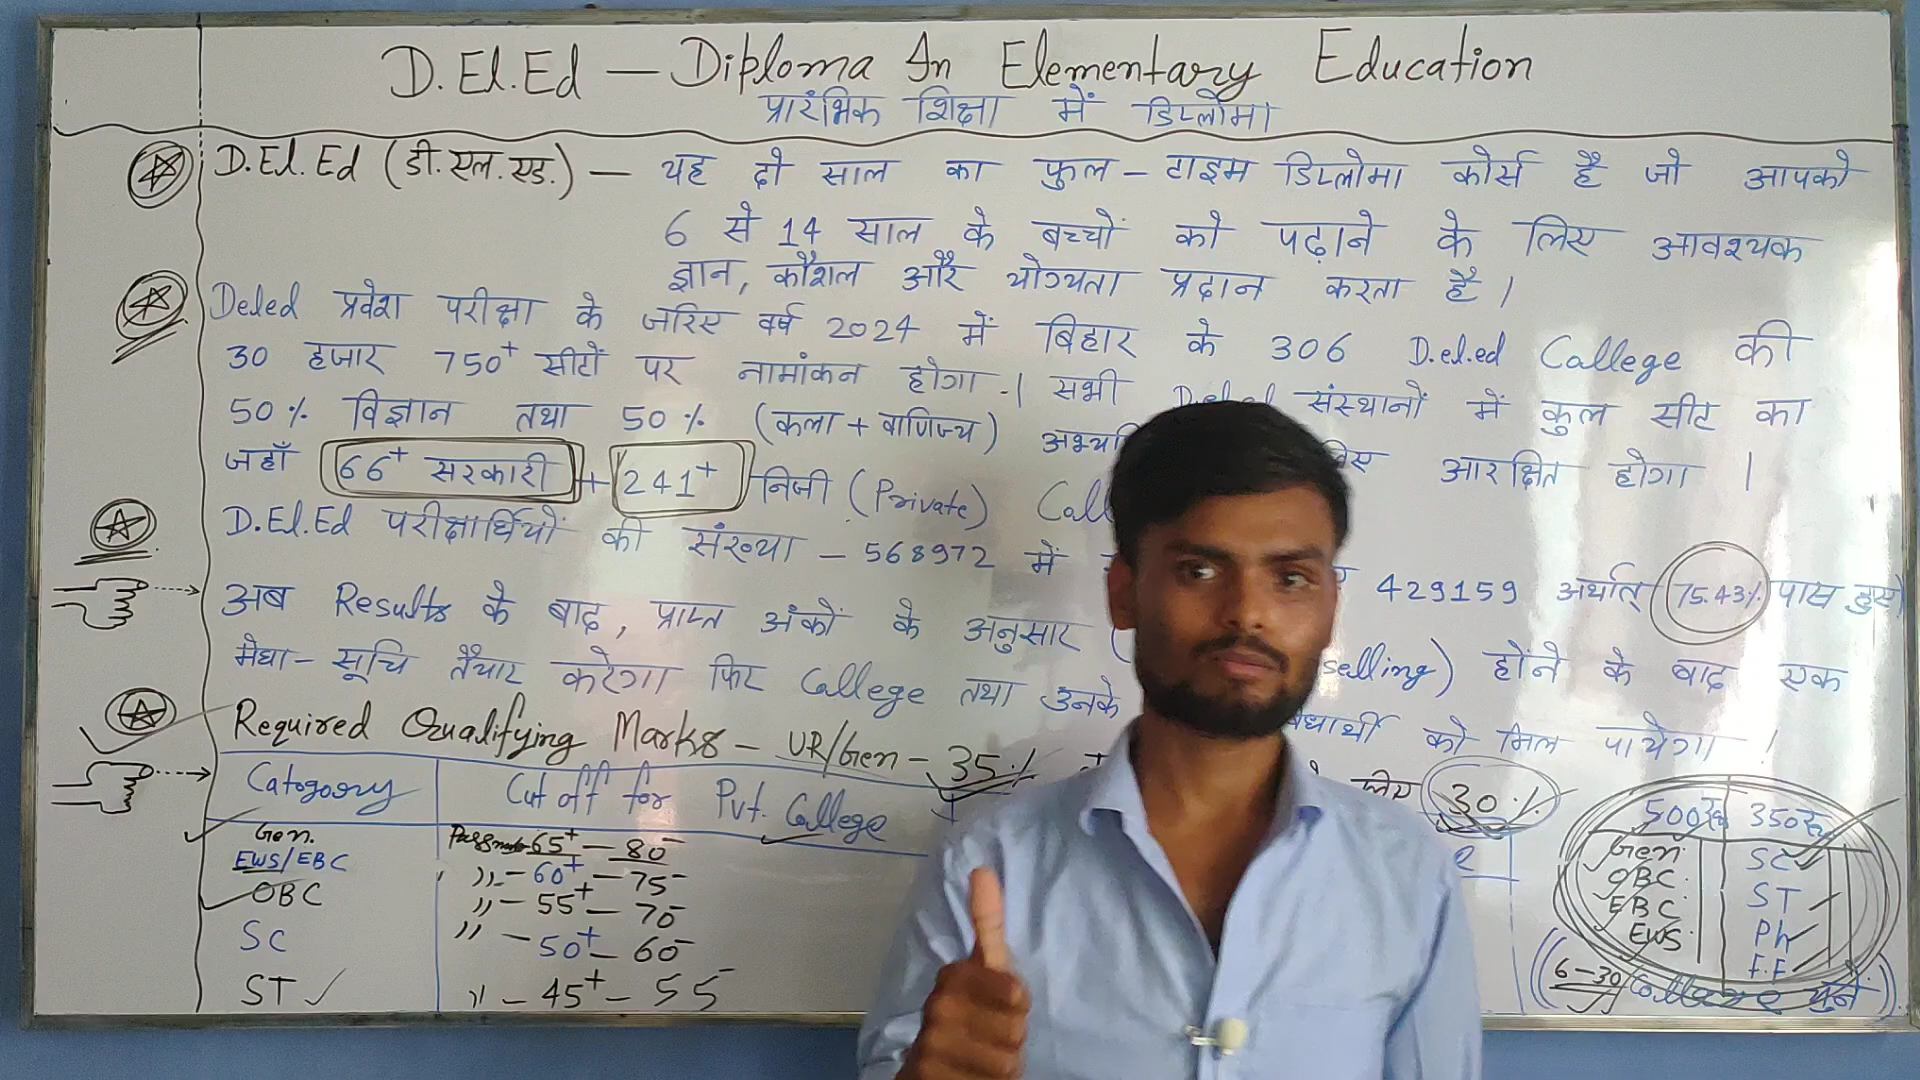 D.El.Ed — Diploma In Elementary Education
प्रारंभिक शिक्षा में डिप्लोमा
D.El.Ed (डी.एल.एड.) — यह दो साल का फुल-टाइम डिप्लोमा कोर्स है जो आपको
6 से 14 साल के बच्चों को पढ़ाने के लिए आवश्यक
ज्ञान, कौशल और योग्यता प्रदान करता है।
Deled प्रवेश परीक्षा के जरिए वर्ष 2024 में बिहार के 306 D.el.ed College की
30 हजार 750+ सीटों पर नामांकन होगा।
सभी संस्थानों में कुल सीट का
50% विज्ञान तथा 50% (कला + वाणिज्य) आरक्षित होगा।
जहाँ 66+ सरकारी + 241+ निजी (Private)
D.El.Ed परीक्षार्थियों की संख्या - 568972 में 429159 अर्थात् 75.43% पास हुए
अब Results के बाद, प्राप्त अंकों के अनुसार ( selling) होंने के बाद एक
मेघा-सूचि तैयार करेगा फिर College तथा उनके को मिल पायेगा।
Required Qualifying Marks - UR/Gen - 35% लिए 30%
Catogory Cut off for Pvt. College
Gen. 65+ - 80-
EWS/EBC " - 60+ - 75-
OBC " - 55+ - 70-
SC " - 50+ - 60-
ST " - 45+ - 55-
500रु 350रु
Gen. SC
OBC. ST
EBC. Ph
EWS. F.F
6-30 College चुने